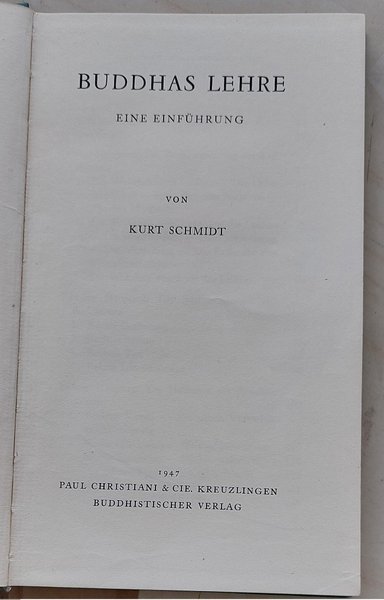 BUDDHAS LEHRE
EINE EINFÜHRUNG
VON
KURT SCHMIDT
1947
PAUL CHRISTIANI & CIE. KREUZLINGEN
BUDDHISTISCHER VERLAG